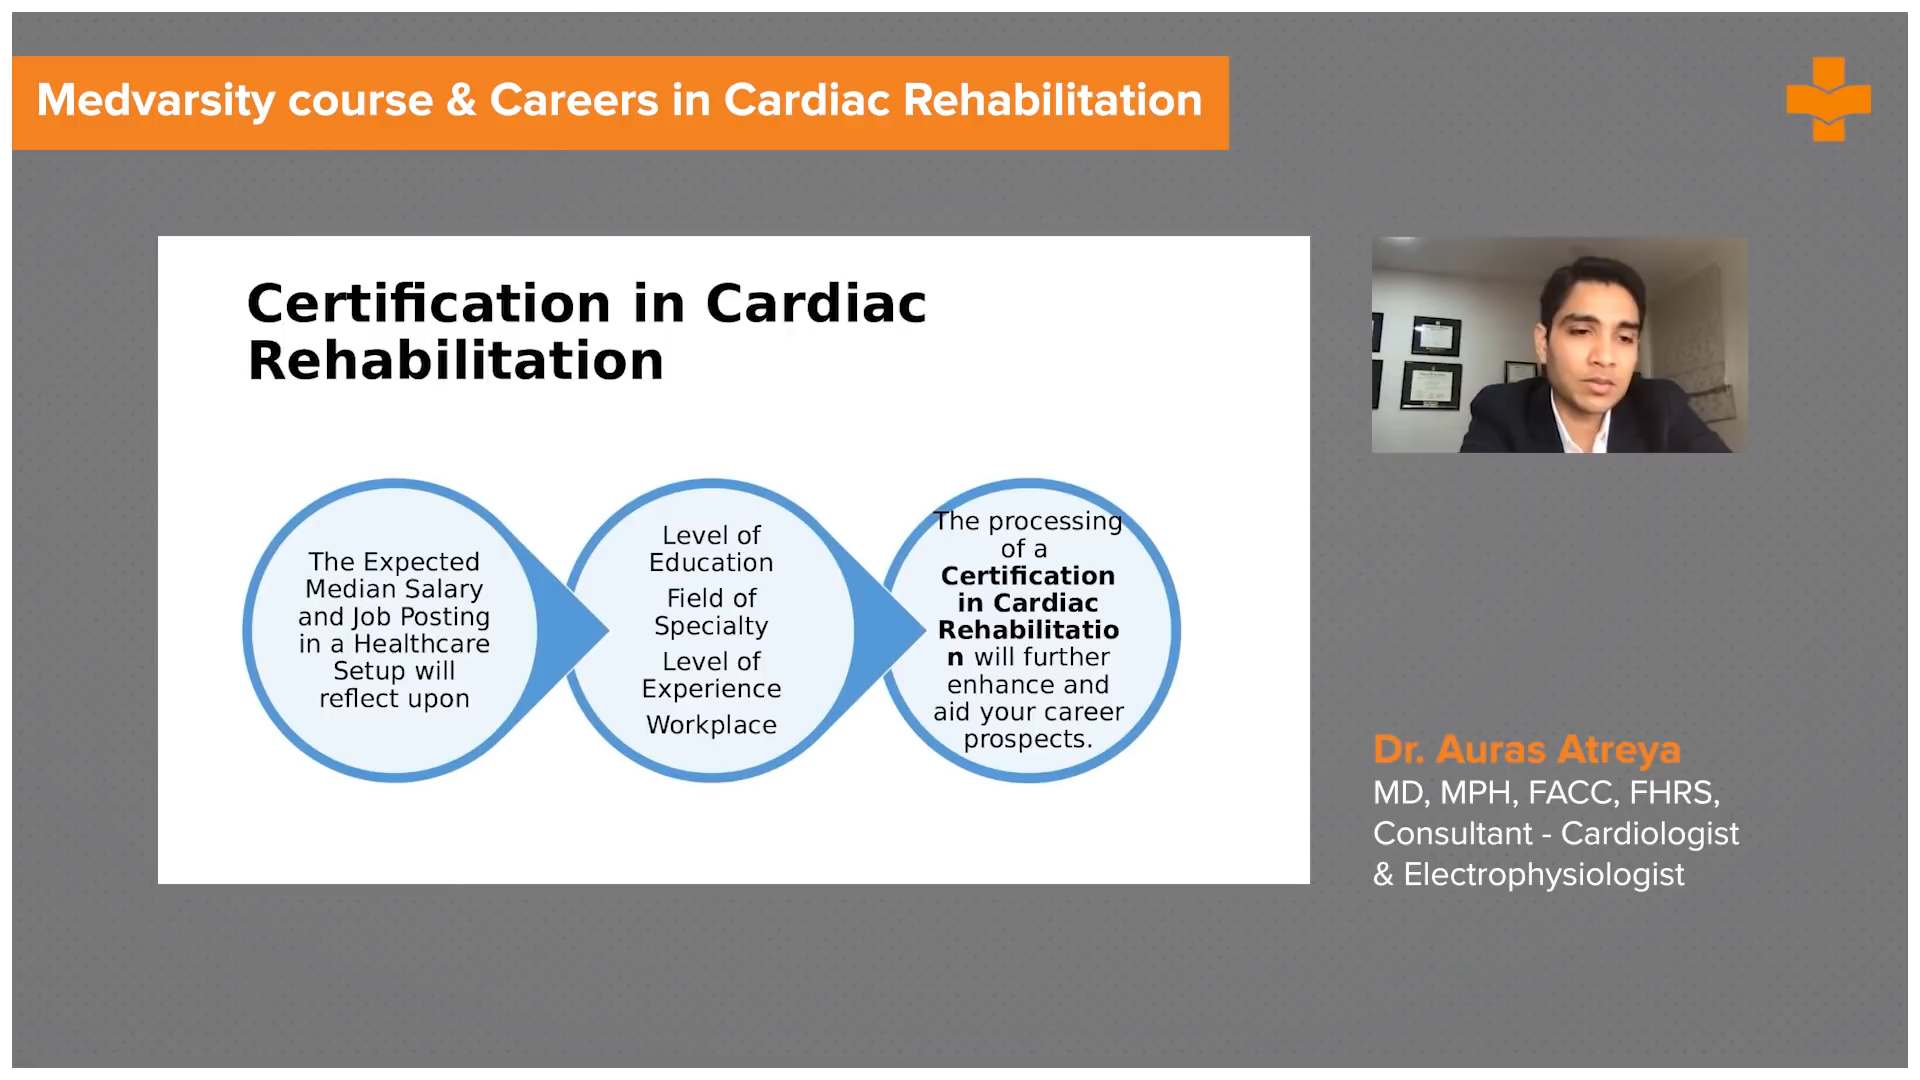 Medvarsity course & Careers in Cardiac Rehabilitation
Certification in Cardiac
Rehabilitation
The Expected
Median Salary
and Job Posting
in a Healthcare
Setup will
reflect upon
Level of
Education
Field of
Specialty
Level of
Experience
Workplace
The processing
of a
Certification
in Cardiac
Rehabilitatio
n will further
enhance and
aid your career
prospects.
Dr. Auras Atreya
MD, MPH, FACC, FHRS,
Consultant - Cardiologist
& Electrophysiologist